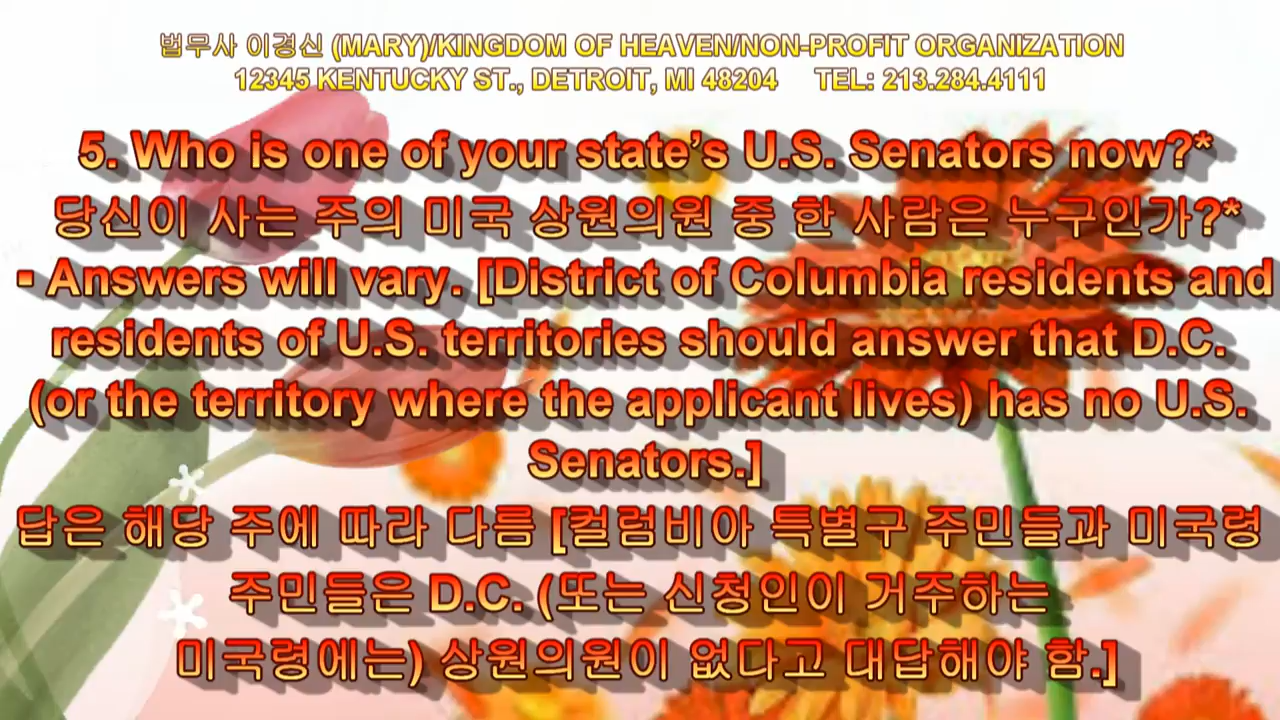 법무사 이경신 (MARY)/KINGDOM OF HEAVEN/NON-PROFIT ORGANIZATION
12345 KENTUCKY ST., DETROIT, MI 48204 TEL: 213.284.4111
5. Who is one of your state’s U.S. Senators now?*
당신이 사는 주의 미국 상원의원 중 한 사람은 누구인가?*
▪ Answers will vary. [District of Columbia residents and
residents of U.S. territories should answer that D.C.
(or the territory where the applicant lives) has no U.S.
Senators.]
답은 해당 주에 따라 다름 [컬럼비아 특별구 주민들과 미국령
주민들은 D.C. (또는 신청인이 거주하는
미국령에는) 상원의원이 없다고 대답해야 함.]